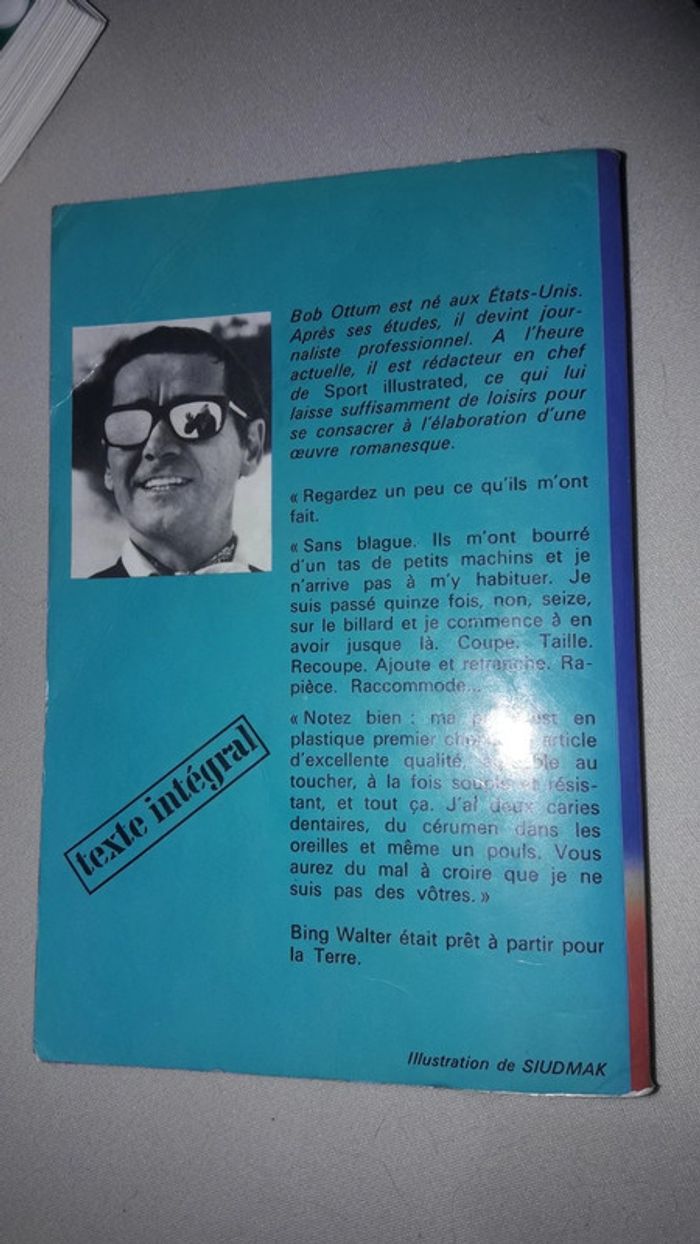 Bob Ottum est né aux États-Unis.
Après ses études, il devint jour-
naliste professionnel. A l'heure
actuelle, il est rédacteur en chef
de Sport illustrated, ce qui lui
laisse suffisamment de loisirs pour
se consacrer à l'élaboration d'une
œuvre romanesque.
« Regardez un peu ce qu'ils m'ont
fait.
« Sans blague. Ils m'ont bourré
d'un tas de petits machins et je
n'arrive pas à m'y habituer. Je
suis passé quinze fois, non, seize,
sur le billard et je commence à en
avoir jusque là. Coupe. Taille.
Recoupe. Ajoute et retranche. Ra-
pièce. Raccommode...
« Notez bien : ma est en
plastique premier article
d'excellente qualité, au
toucher, à la fois souple et résis-
tant, et tout ça. J'ai deux caries
dentaires, du cérumen dans les
oreilles et même un pouls. Vous
aurez du mal à croire que je ne
suis pas des vôtres. »
Bing Walter était prêt à partir pour
la Terre.
texte intégral
Illustration de SIUDMAK